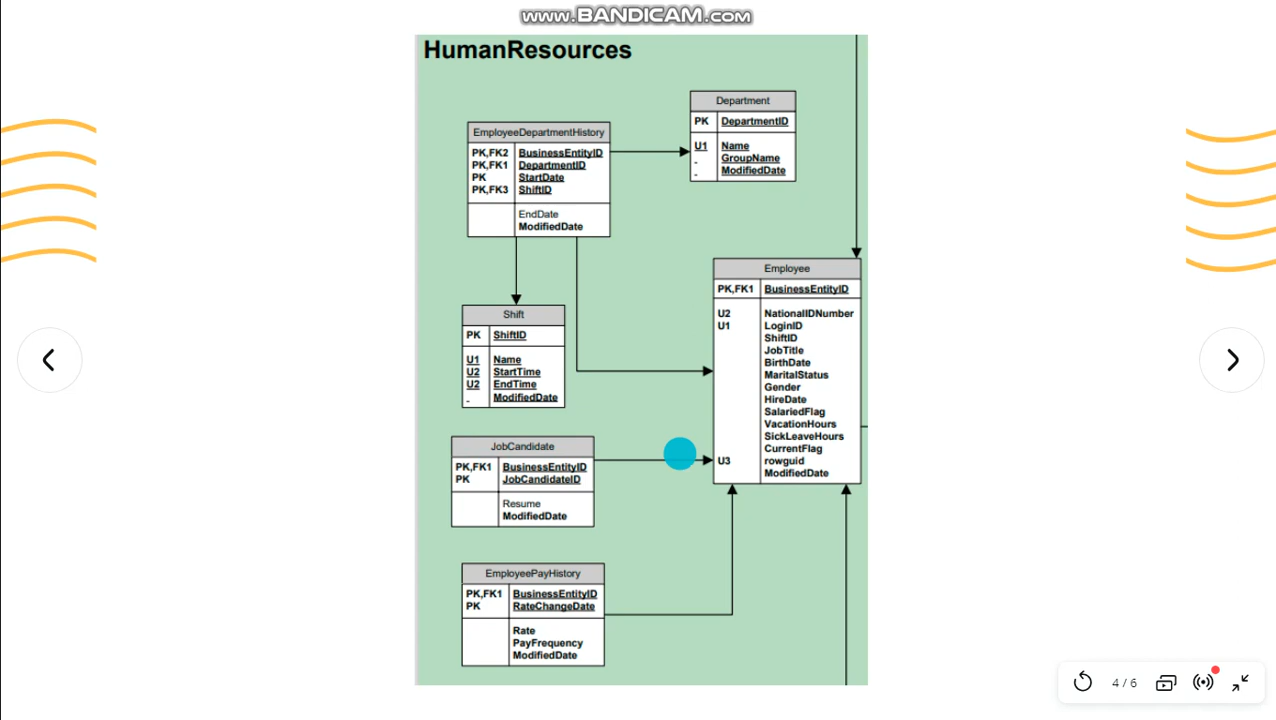 www.BANDICAM.com
HumanResources
Department
PK DepartmentID
U1 Name
. GroupName
. ModifiedDate
EmployeeDepartmentHistory
PK,FK2 BusinessEntityID
PK,FK1 DepartmentID
PK StartDate
PK,FK3 ShiftID
EndDate
ModifiedDate
Employee
PK,FK1 BusinessEntityID
U2 NationalIDNumber
U1 LoginID
ShiftID
JobTitle
BirthDate
MaritalStatus
Gender
HireDate
SalariedFlag
VacationHours
SickLeaveHours
CurrentFlag
U3 rowguid
ModifiedDate
Shift
PK ShiftID
U1 Name
U2 StartTime
U2 EndTime
. ModifiedDate
JobCandidate
PK,FK1 BusinessEntityID
PK JobCandidateID
Resume
ModifiedDate
EmployeePayHistory
PK,FK1 BusinessEntityID
PK RateChangeDate
Rate
PayFrequency
ModifiedDate
4 / 6